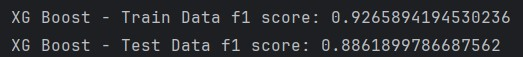 XG Boost - Train Data f1 score: 0.9265894194530236
XG Boost - Test Data f1 score: 0.8861899786687562